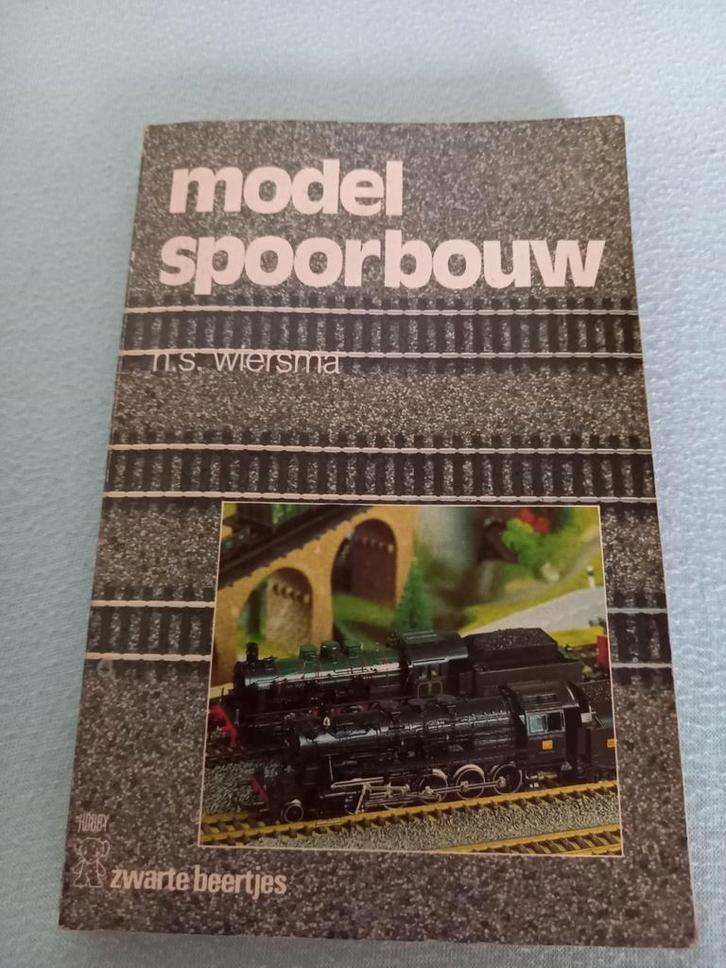 model
spoorbouw
h.s. wiersma
HOBBY
zwarte beertjes